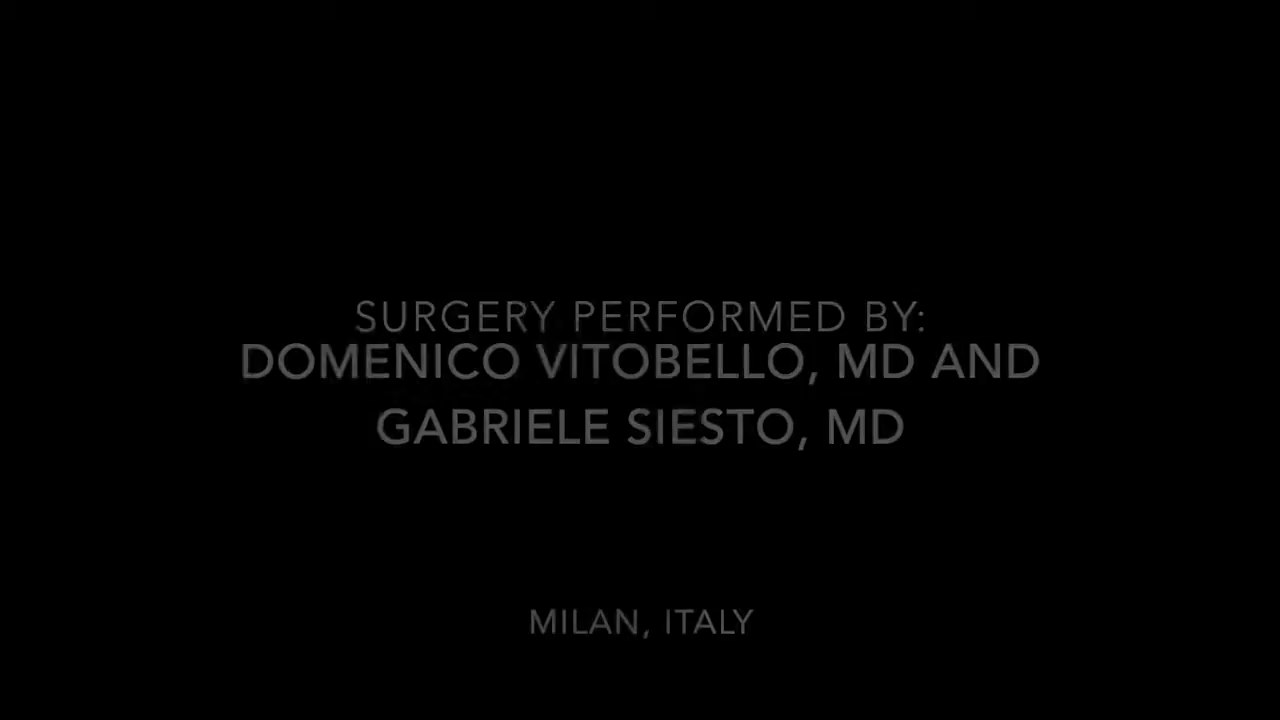 SURGERY PERFORMED BY:
DOMENICO VITOBELLO, MD AND
GABRIELE SIESTO, MD
MILAN, ITALY